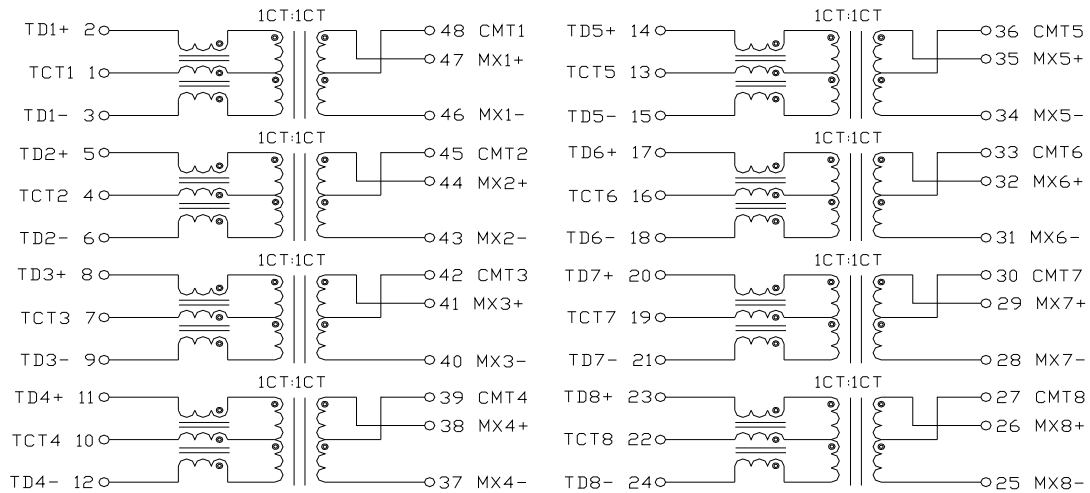 1CT:1CT
TD1+ 2 48 CMT1
47 MX1+
TCT1 1
TD1- 3 46 MX1-
1CT:1CT
TD2+ 5 45 CMT2
44 MX2+
TCT2 4
TD2- 6 43 MX2-
1CT:1CT
TD3+ 8 42 CMT3
41 MX3+
TCT3 7
TD3- 9 40 MX3-
1CT:1CT
TD4+ 11 39 CMT4
38 MX4+
TCT4 10
TD4- 12 37 MX4-
1CT:1CT
TD5+ 14 36 CMT5
35 MX5+
TCT5 13
TD5- 15 34 MX5-
1CT:1CT
TD6+ 17 33 CMT6
32 MX6+
TCT6 16
TD6- 18 31 MX6-
1CT:1CT
TD7+ 20 30 CMT7
29 MX7+
TCT7 19
TD7- 21 28 MX7-
1CT:1CT
TD8+ 23 27 CMT8
26 MX8+
TCT8 22
TD8- 24 25 MX8-